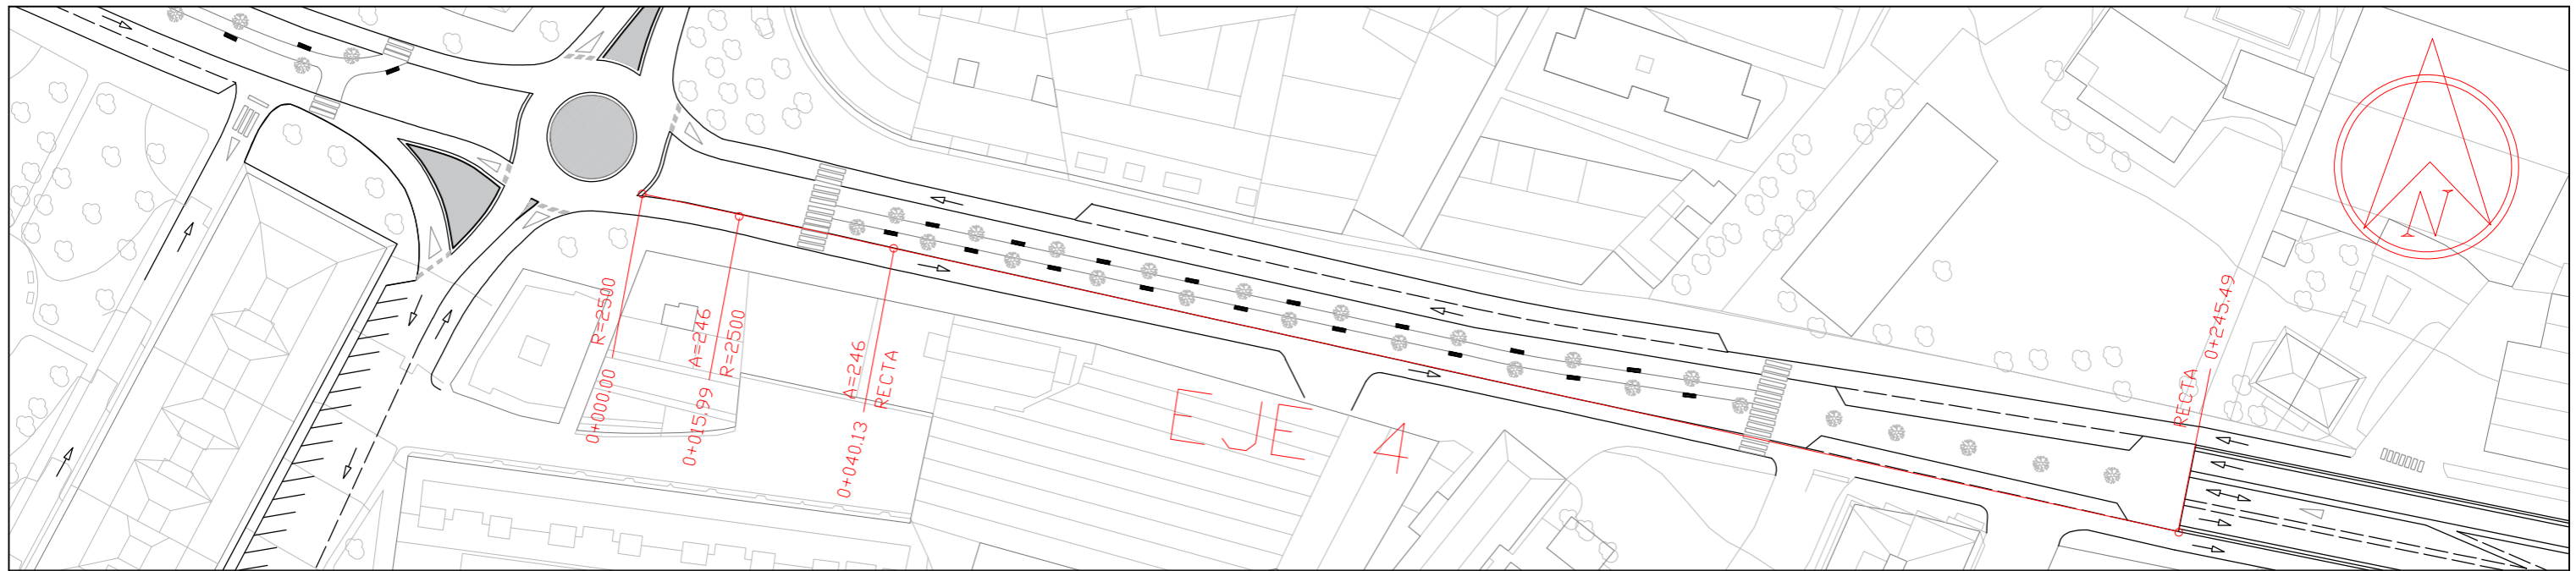 R=2500
0+000.00
A=246
R=2500
0+015.99
A=246
RECTA
0+040.13
EJE 4
RECTA
0+245.49
N